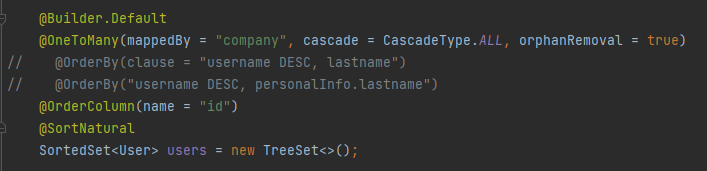 @Builder.Default
@OneToMany(mappedBy = "company", cascade = CascadeType.ALL, orphanRemoval = true)
//    @OrderBy(clause = "username DESC, lastname")
//    @OrderBy("username DESC, personalInfo.lastname")
@OrderColumn(name = "id")
@SortNatural
SortedSet<User> users = new TreeSet<>();